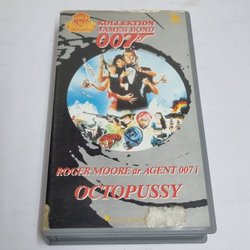 KOLLEKTION
JAMES BOND
007
ROGER MOORE är AGENT 007 i
OCTOPUSSY